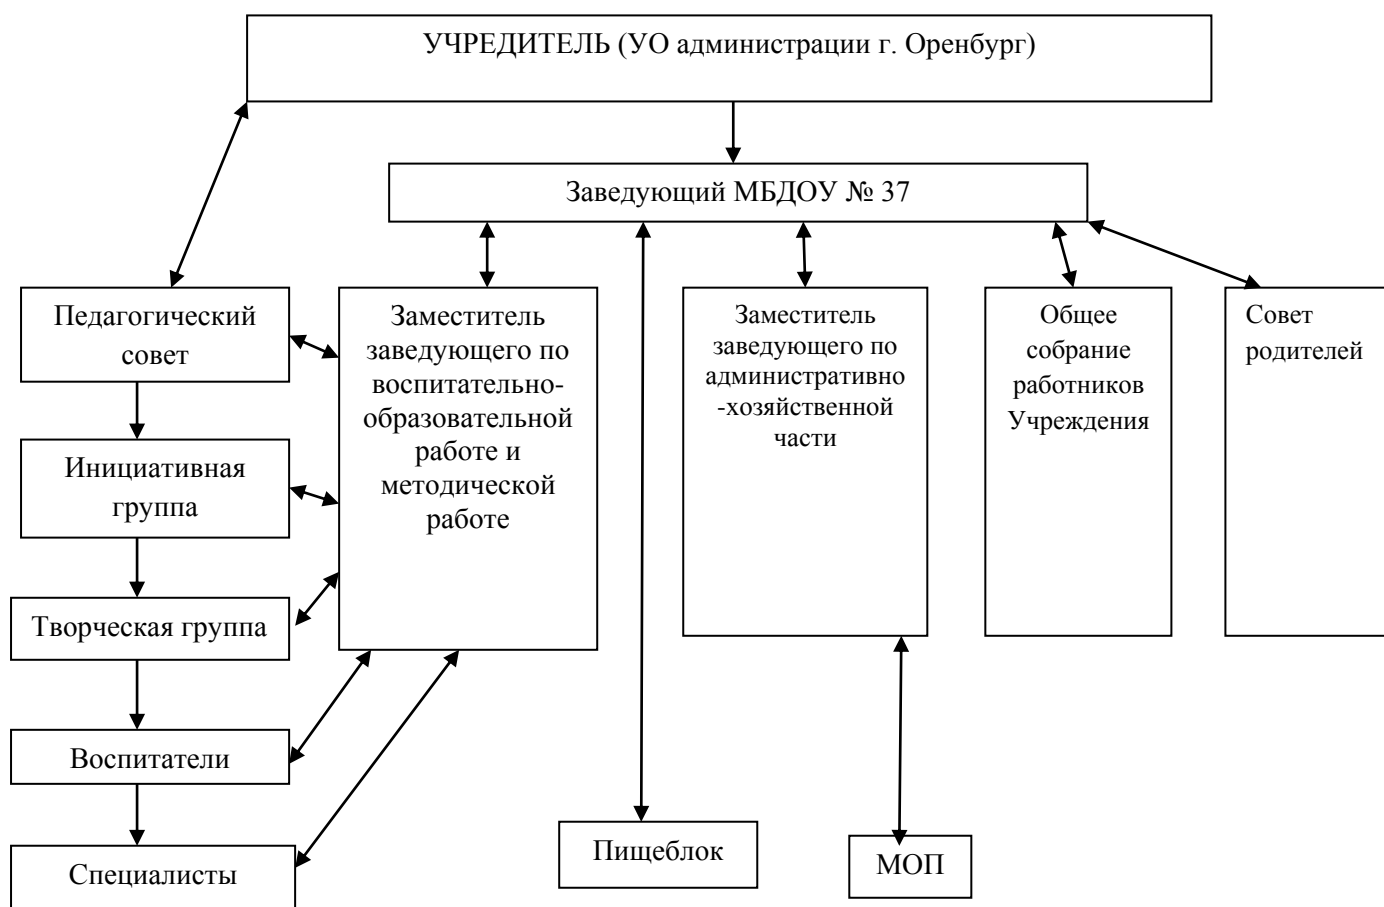 УЧРЕДИТЕЛЬ (УО администрации г. Оренбург)
Заведующий МБДОУ № 37
Педагогический
совет
Заместитель
заведующего по
воспитательно-
образовательной
работе и
методической
работе
Заместитель
заведующего по
административно
-хозяйственной
части
Общее
собрание
работников
Учреждения
Совет
родителей
Инициативная
группа
Творческая группа
Воспитатели
Специалисты
Пищеблок
МОП